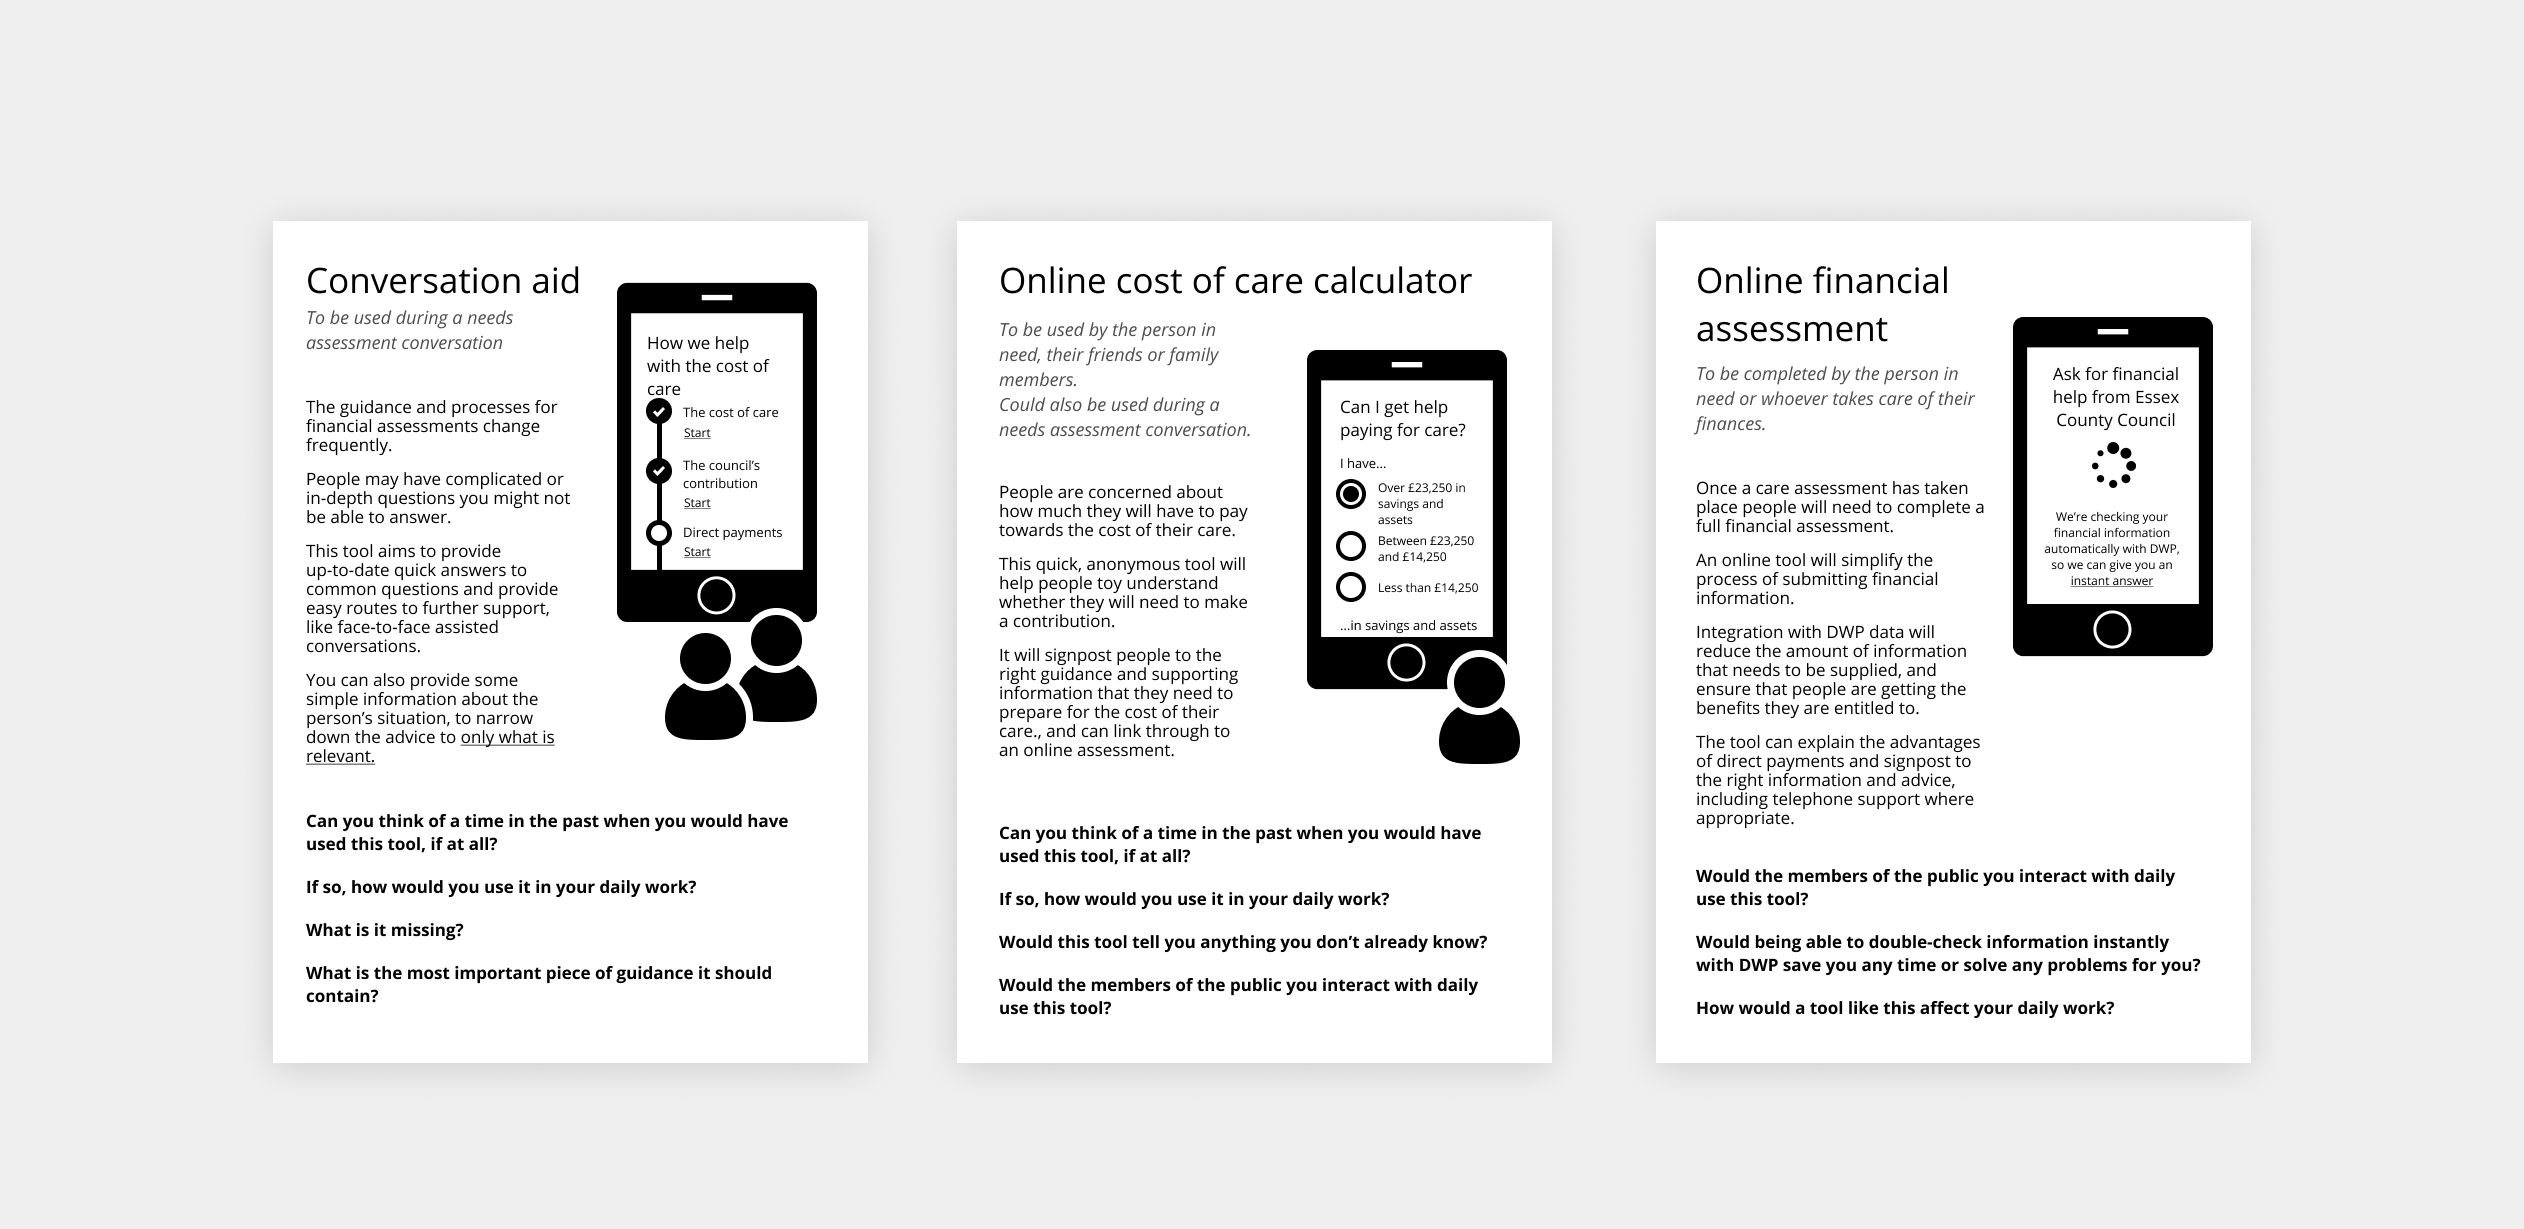 Conversation aid
To be used during a needs
assessment conversation
The guidance and processes for
financial assessments change
frequently.
People may have complicated or
in-depth questions you might not
be able to answer.
This tool aims to provide
up-to-date quick answers to
common questions and provide
easy routes to further support,
like face-to-face assisted
conversations.
You can also provide some
simple information about the
person’s situation, to narrow
down the advice to only what is
relevant.
How we help
with the cost of
care
The cost of care
Start
The council’s
contribution
Start
Direct payments
Start
Can you think of a time in the past when you would have
used this tool, if at all?
If so, how would you use it in your daily work?
What is it missing?
What is the most important piece of guidance it should
contain?
Online cost of care calculator
To be used by the person in
need, their friends or family
members.
Could also be used during a
needs assessment conversation.
People are concerned about
how much they will have to pay
towards the cost of their care.
This quick, anonymous tool will
help people toy understand
whether they will need to make
a contribution.
It will signpost people to the
right guidance and supporting
information that they need to
prepare for the cost of their
care., and can link through to
an online assessment.
Can I get help
paying for care?
I have...
Over £23,250 in
savings and
assets
Between £23,250
and £14,250
Less than £14,250
...in savings and assets
Can you think of a time in the past when you would have
used this tool, if at all?
If so, how would you use it in your daily work?
Would this tool tell you anything you don’t already know?
Would the members of the public you interact with daily
use this tool?
Online financial
assessment
To be completed by the person in
need or whoever takes care of their
finances.
Once a care assessment has taken
place people will need to complete a
full financial assessment.
An online tool will simplify the
process of submitting financial
information.
Integration with DWP data will
reduce the amount of information
that needs to be supplied, and
ensure that people are getting the
benefits they are entitled to.
The tool can explain the advantages
of direct payments and signpost to
the right information and advice,
including telephone support where
appropriate.
Ask for financial
help from Essex
County Council
We’re checking your
financial information
automatically with DWP,
so we can give you an
instant answer
Would the members of the public you interact with daily
use this tool?
Would being able to double-check information instantly
with DWP save you any time or solve any problems for you?
How would a tool like this affect your daily work?